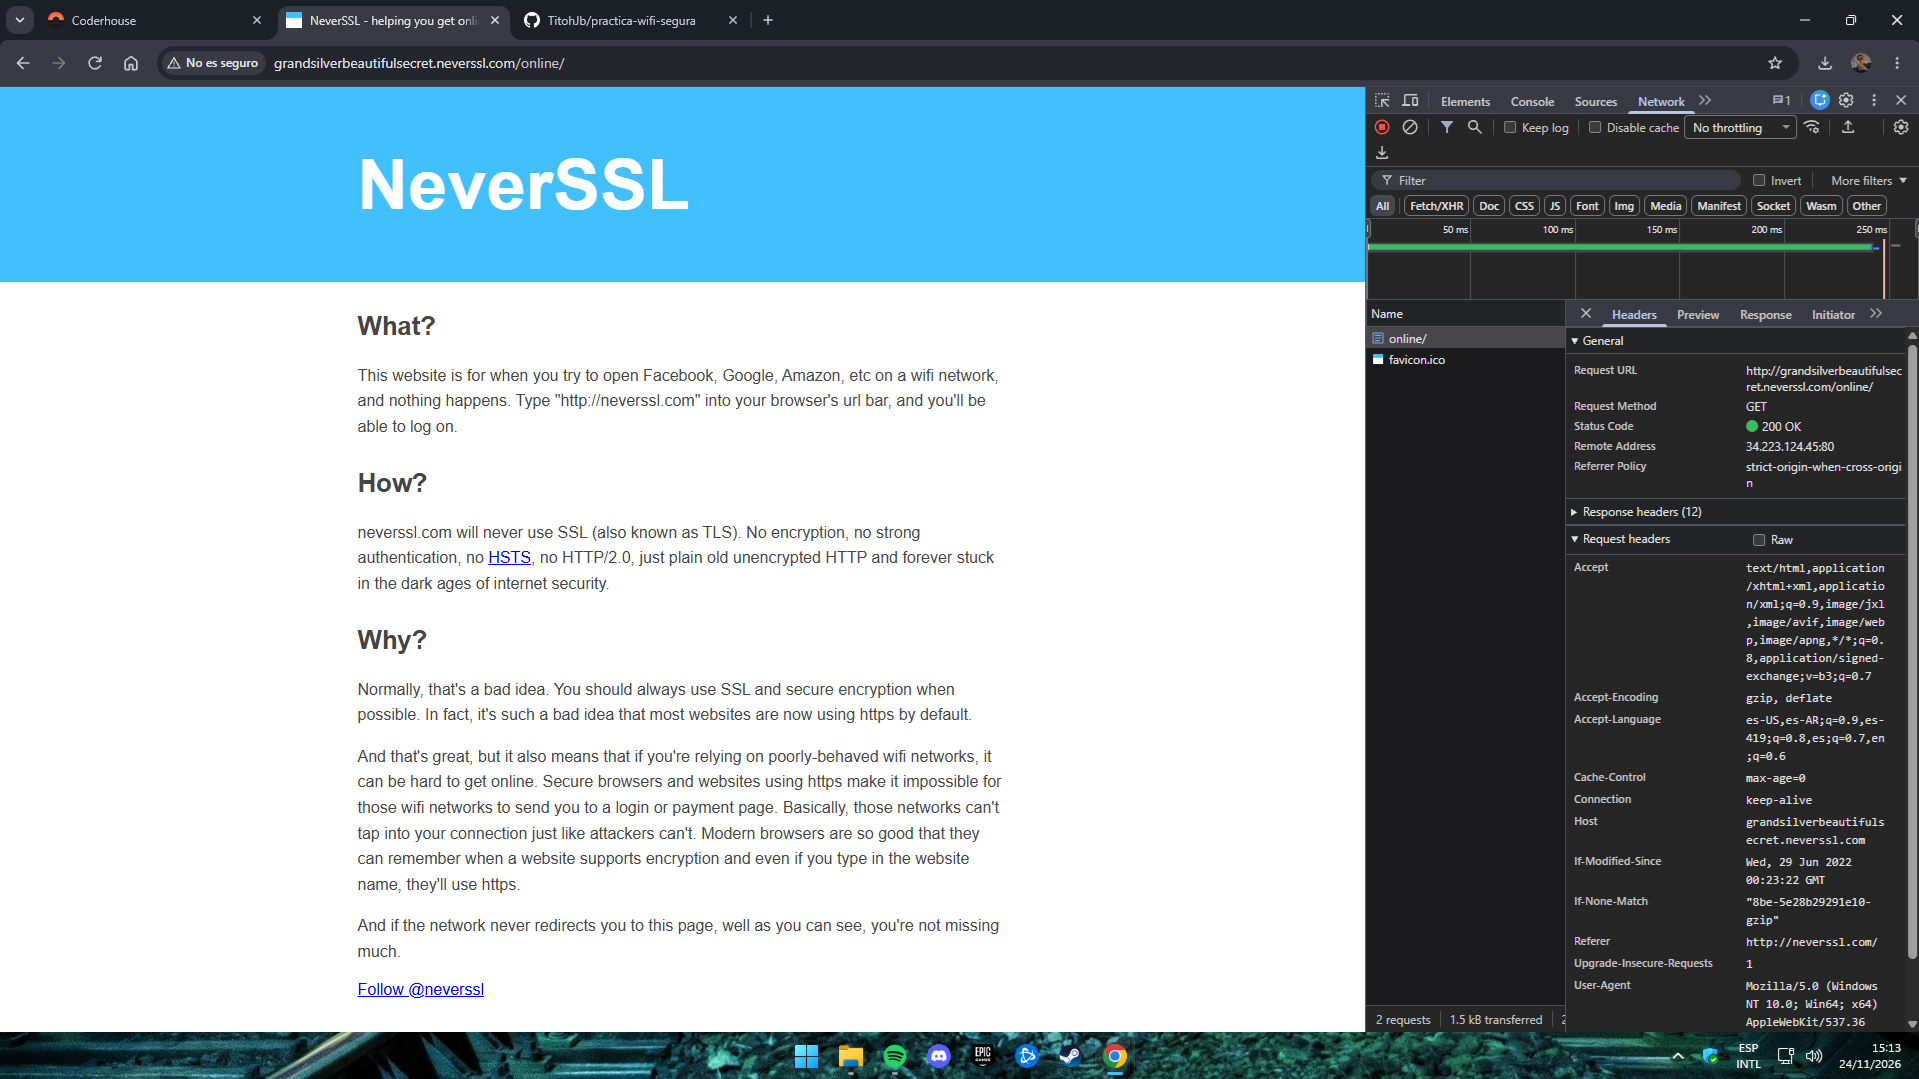 Coderhouse
NeverSSL - helping you get onli
TitohJb/practica-wifi-segura
No es seguro
grandsilverbeautifulsecret.neverssl.com/online/
NeverSSL
What?
This website is for when you try to open Facebook, Google, Amazon, etc on a wifi network,
and nothing happens. Type "http://neverssl.com" into your browser's url bar, and you'll be
able to log on.
How?
neverssl.com will never use SSL (also known as TLS). No encryption, no strong
authentication, no HSTS, no HTTP/2.0, just plain old unencrypted HTTP and forever stuck
in the dark ages of internet security.
Why?
Normally, that's a bad idea. You should always use SSL and secure encryption when
possible. In fact, it's such a bad idea that most websites are now using https by default.
And that's great, but it also means that if you're relying on poorly-behaved wifi networks, it
can be hard to get online. Secure browsers and websites using https make it impossible for
those wifi networks to send you to a login or payment page. Basically, those networks can't
tap into your connection just like attackers can't. Modern browsers are so good that they
can remember when a website supports encryption and even if you type in the website
name, they'll use https.
And if the network never redirects you to this page, well as you can see, you're not missing
much.
Follow @neverssl
Elements Console Sources Network 1
Keep log Disable cache No throttling
Filter Invert More filters
All Fetch/XHR Doc CSS JS Font Img Media Manifest Socket Wasm Other
50 ms 100 ms 150 ms 200 ms 250 ms
Name
online/
favicon.ico
2 requests 1.5 kB transferred 2
Headers Preview Response Initiator
General
Request URL http://grandsilverbeautifulsec
ret.neverssl.com/online/
Request Method GET
Status Code 200 OK
Remote Address 34.223.124.45:80
Referrer Policy strict-origin-when-cross-origi
n
Response headers (12)
Request headers Raw
Accept text/html,application
/xhtml+xml,applicatio
n/xml;q=0.9,image/jxl
,image/avif,image/web
p,image/apng,*/*;q=0.
8,application/signed-
exchange;v=b3;q=0.7
Accept-Encoding gzip, deflate
Accept-Language es-US,es-AR;q=0.9,es-
419;q=0.8,es;q=0.7,en
;q=0.6
Cache-Control max-age=0
Connection keep-alive
Host grandsilverbeautifuls
ecret.neverssl.com
If-Modified-Since Wed, 29 Jun 2022
00:23:22 GMT
If-None-Match "8be-5e28b29291e10-
gzip"
Referer http://neverssl.com/
Upgrade-Insecure-Requests 1
User-Agent Mozilla/5.0 (Windows
NT 10.0; Win64; x64)
AppleWebKit/537.36
EPIC
GAMES
ESP
INTL
15:13
24/11/2026